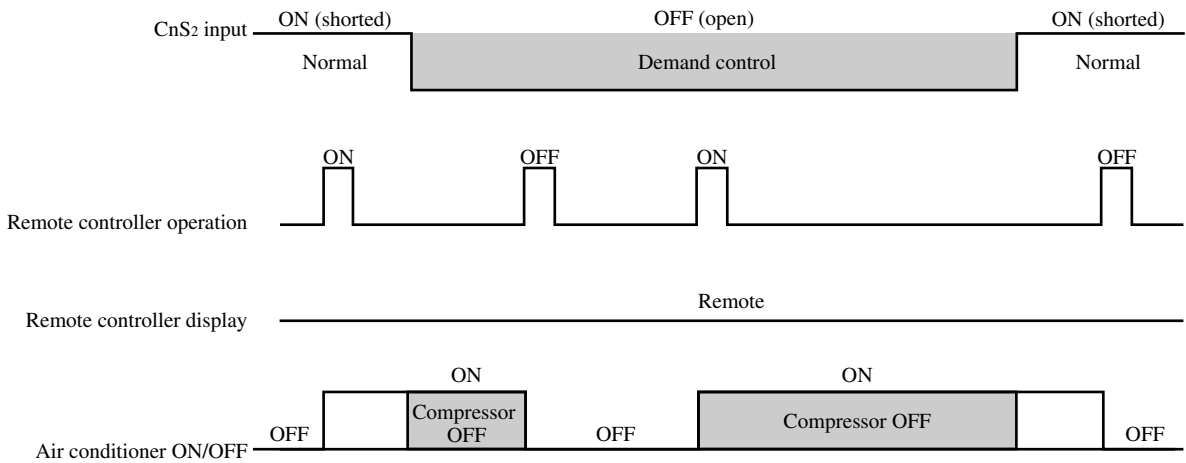 ON (shorted) OFF (open) ON (shorted)
CnS2 input
Normal Demand control Normal
ON OFF ON OFF
Remote controller operation
Remote
Remote controller display
ON ON
Compressor OFF Compressor OFF
OFF OFF OFF
Air conditioner ON/OFF